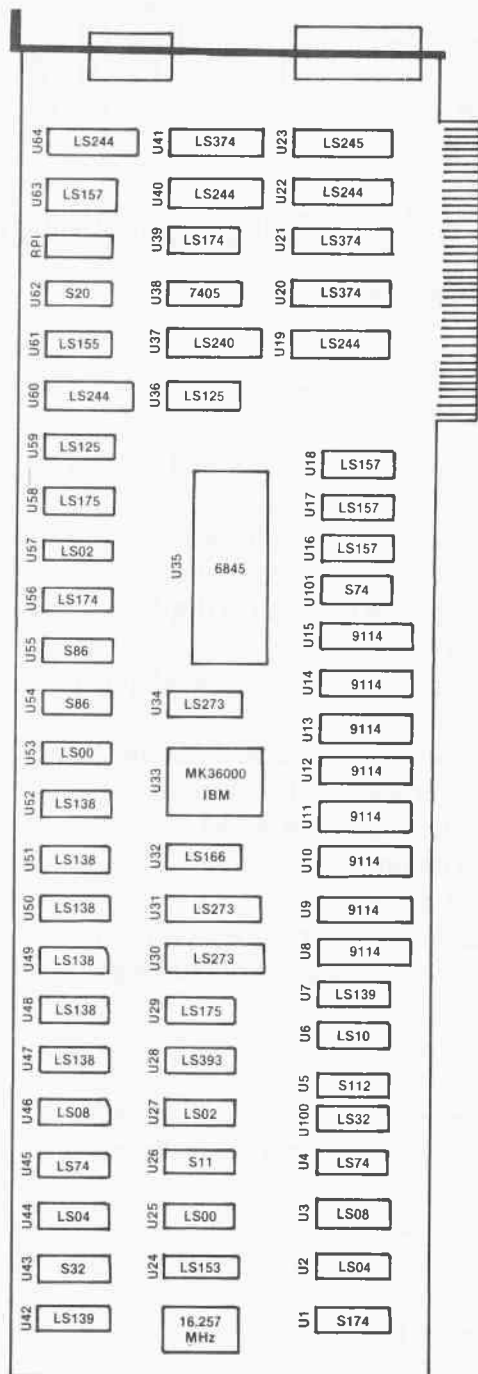 U64 LS244 U41 LS374 U23 LS245
U63 LS157 U40 LS244 U22 LS244
RPI U39 LS174 U21 LS374
U62 S20 U38 7405 U20 LS374
U61 LS155 U37 LS240 U19 LS244
U60 LS244 U36 LS125
U59 LS125 U18 LS157
U58 LS175 U17 LS157
U57 LS02 U35 6845 U16 LS157
U56 LS174 U101 S74
U55 S86 U15 9114
U54 S86 U34 LS273 U14 9114
U53 LS00 U33 MK36000 U13 9114
IBM U12 9114
U52 LS138 U11 9114
U51 LS138 U32 LS166 U10 9114
U50 LS138 U31 LS273 U9 9114
U49 LS138 U30 LS273 U8 9114
U48 LS138 U29 LS175 U7 LS139
U47 LS138 U28 LS393 U6 LS10
U5 S112
U46 LS08 U27 LS02 U100 LS32
U45 LS74 U26 S11 U4 LS74
U44 LS04 U25 LS00 U3 LS08
U43 S32 U24 LS153 U2 LS04
U42 LS139 16.257 U1 S174
MHz